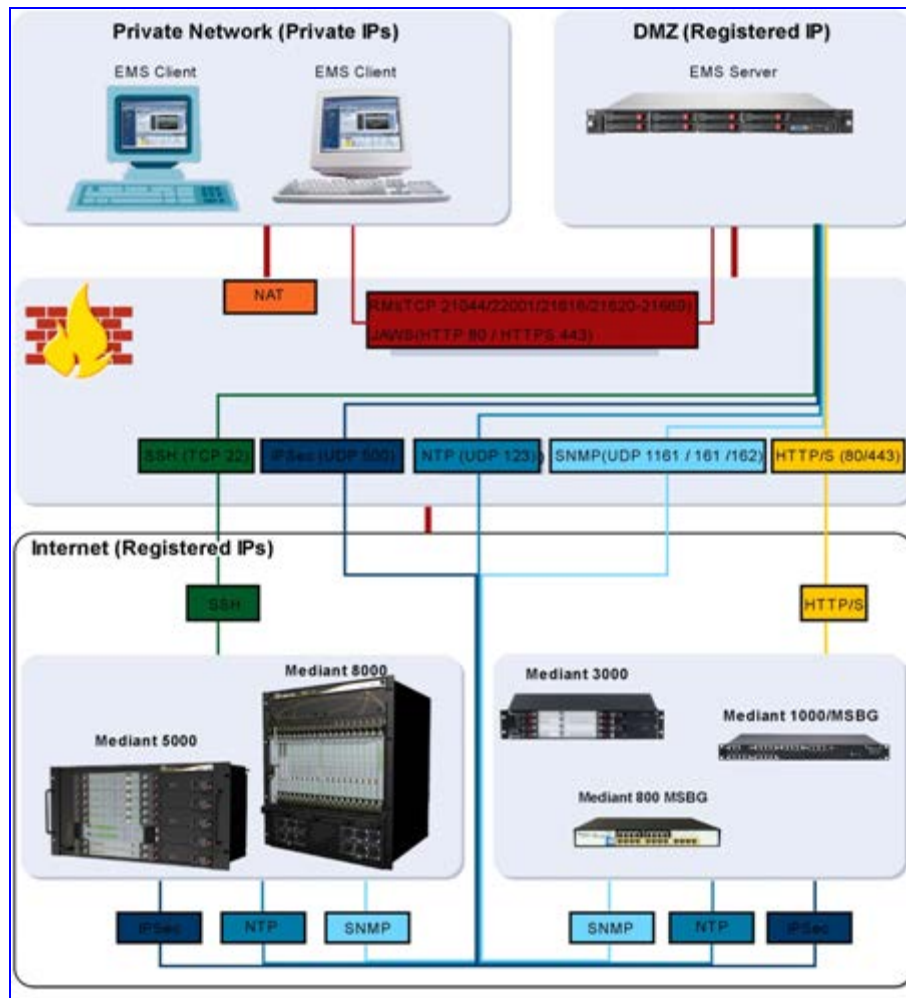 Private Network (Private IPs)
DMZ (Registered IP)
EMS Client
EMS Client
EMS Server
NAT
RMI(TCP 21044/22001/21616/21620-21660)
JAWS(HTTP 80 / HTTPS 443)
SSH (TCP 22)
IPSec (UDP 500)
NTP (UDP 123))
SNMP(UDP 1161 / 161 /162)
HTTP/S (80/443)
Internet (Registered IPs)
SSH
HTTP/S
Mediant 8000
Mediant 5000
Mediant 3000
Mediant 1000/MSBG
Mediant 800 MSBG
IPSec
NTP
SNMP
SNMP
NTP
IPSec